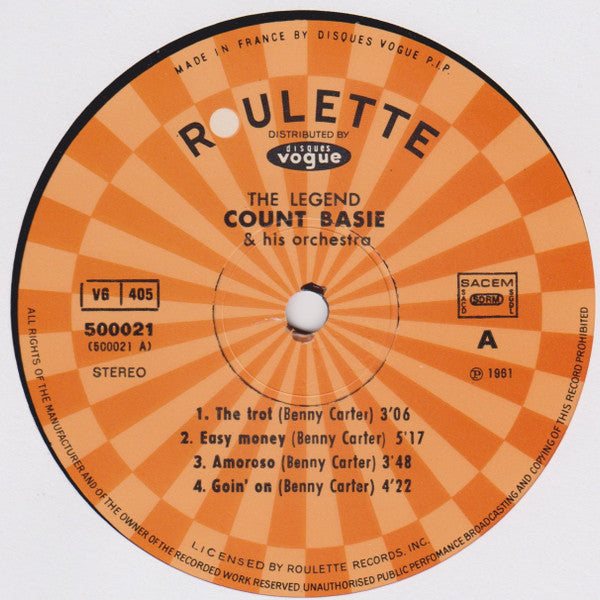 MADE IN FRANCE BY DISQUES VOGUE P.I.P.
ROULETTE
DISTRIBUTED BY
disques
vogue
THE LEGEND
COUNT BASIE
& his orchestra
V6 405
500021
(500021 A)
STEREO
SACEM
SACD SDRM SGDL
A
Ⓟ 1961
1. The trot (Benny Carter) 3'06
2. Easy money (Benny Carter) 5'17
3. Amoroso (Benny Carter) 3'48
4. Goin' on (Benny Carter) 4'22
LICENSED BY ROULETTE RECORDS, INC.
ALL RIGHTS OF THE MANUFACTURER AND OF THE OWNER OF THE RECORDED WORK RESERVED UNAUTHORISED PUBLIC PERFOMANCE BROADCASTING AND COPYING OF THIS RECORD PROHIBITED